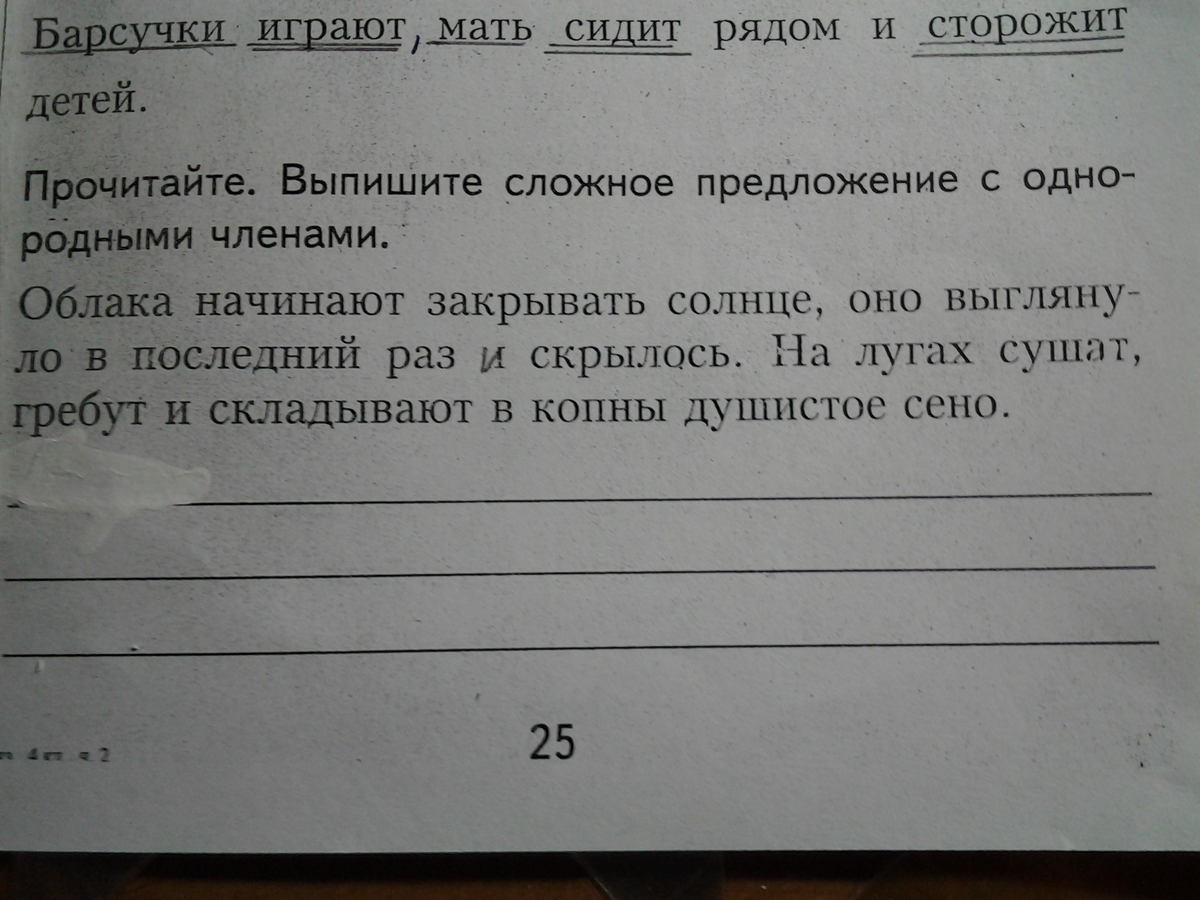 Барсучки играют, мать сидит рядом и сторожит
детей.
Прочитайте. Выпишите сложное предложение с одно-
родными членами.
Облака начинают закрывать солнце, оно выгляну-
ло в последний раз и скрылось. На лугах сушат,
гребут и складывают в копны душистое сено.
25